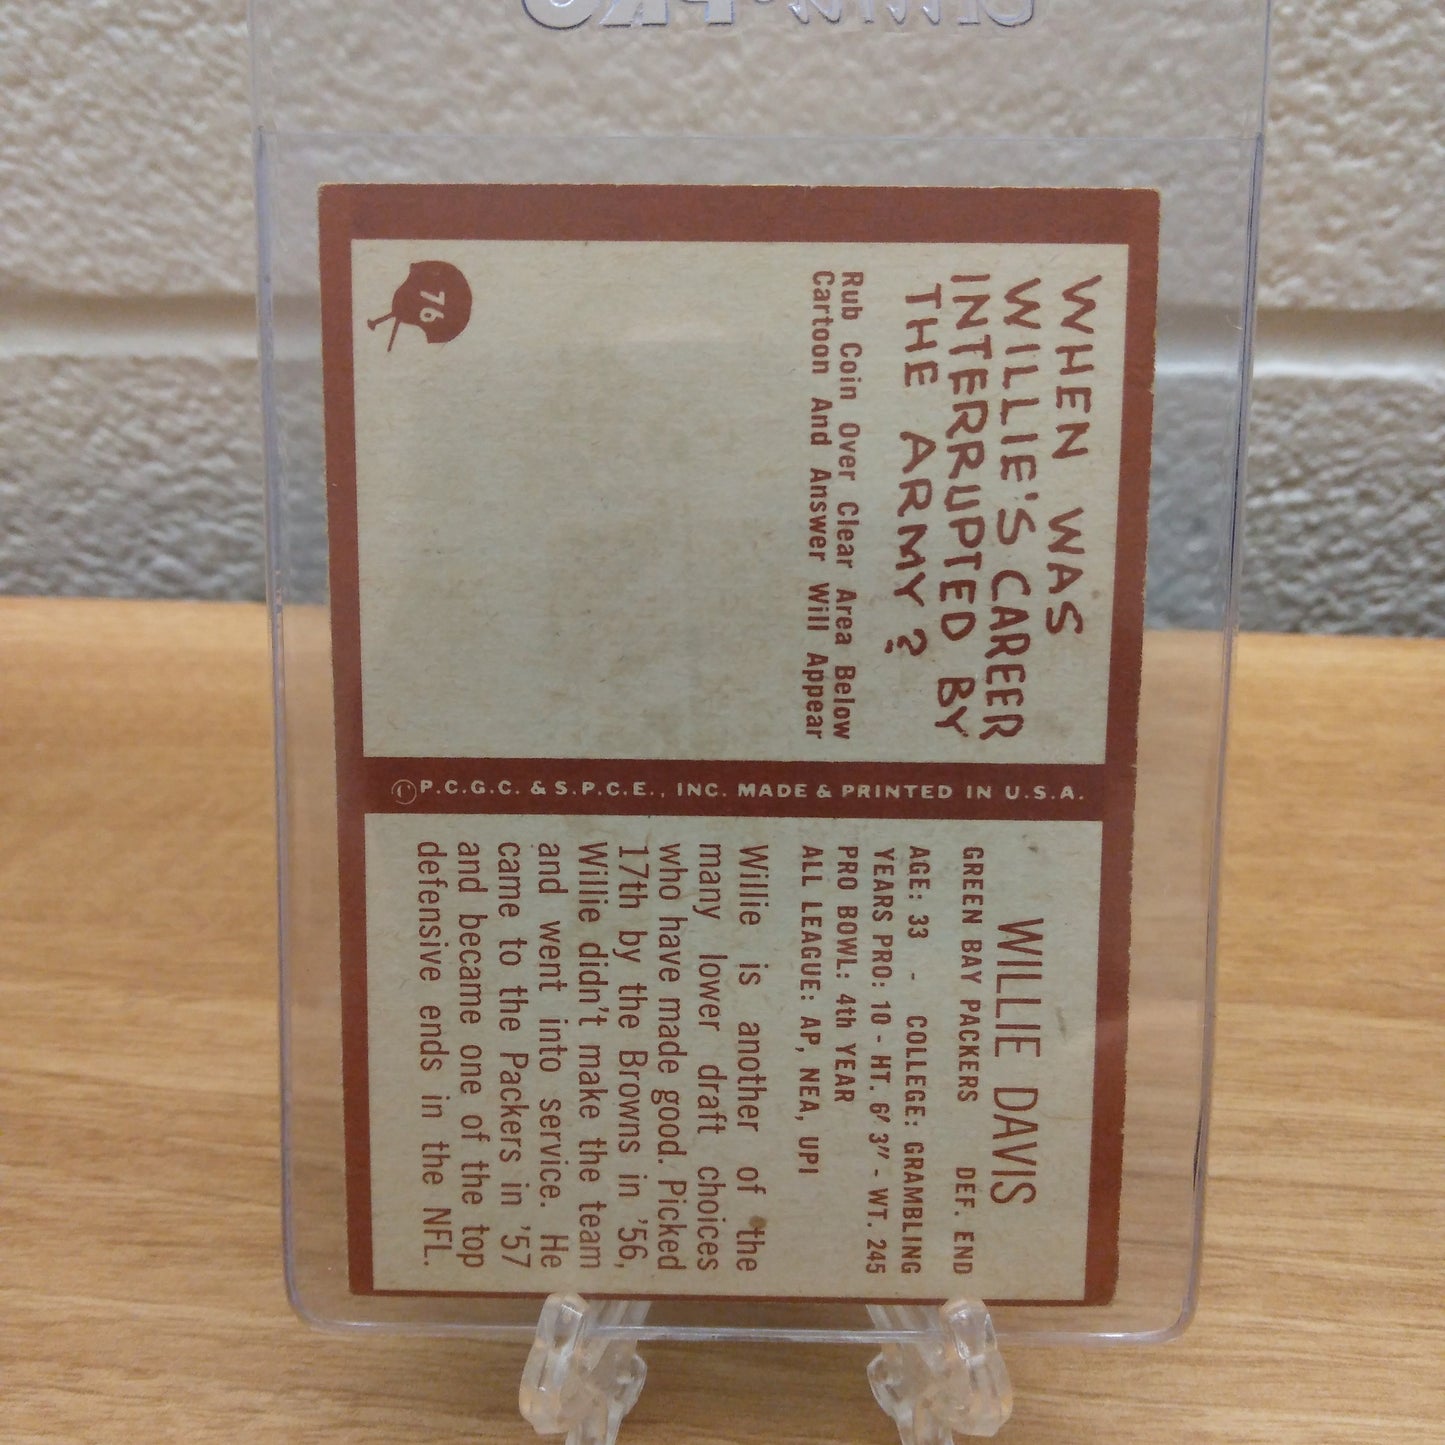 WHEN WAS
WILLIE'S CAREER
INTERRUPTED BY
THE ARMY?
Rub Coin Over Clear Area Below
Cartoon And Answer Will Appear
76
© P.C.G.C. & S.P.C.E., INC. MADE & PRINTED IN U.S.A.
WILLIE DAVIS
GREEN BAY PACKERS DEF. END
AGE: 33 - COLLEGE: GRAMBLING
YEARS PRO: 10 - HT. 6' 3" - WT. 245
PRO BOWL: 4th YEAR
ALL LEAGUE: AP, NEA, UPI
Willie is another of the
many lower draft choices
who have made good. Picked
17th by the Browns in '56,
Willie didn't make the team
and went into service. He
came to the Packers in '57
and became one of the top
defensive ends in the NFL.